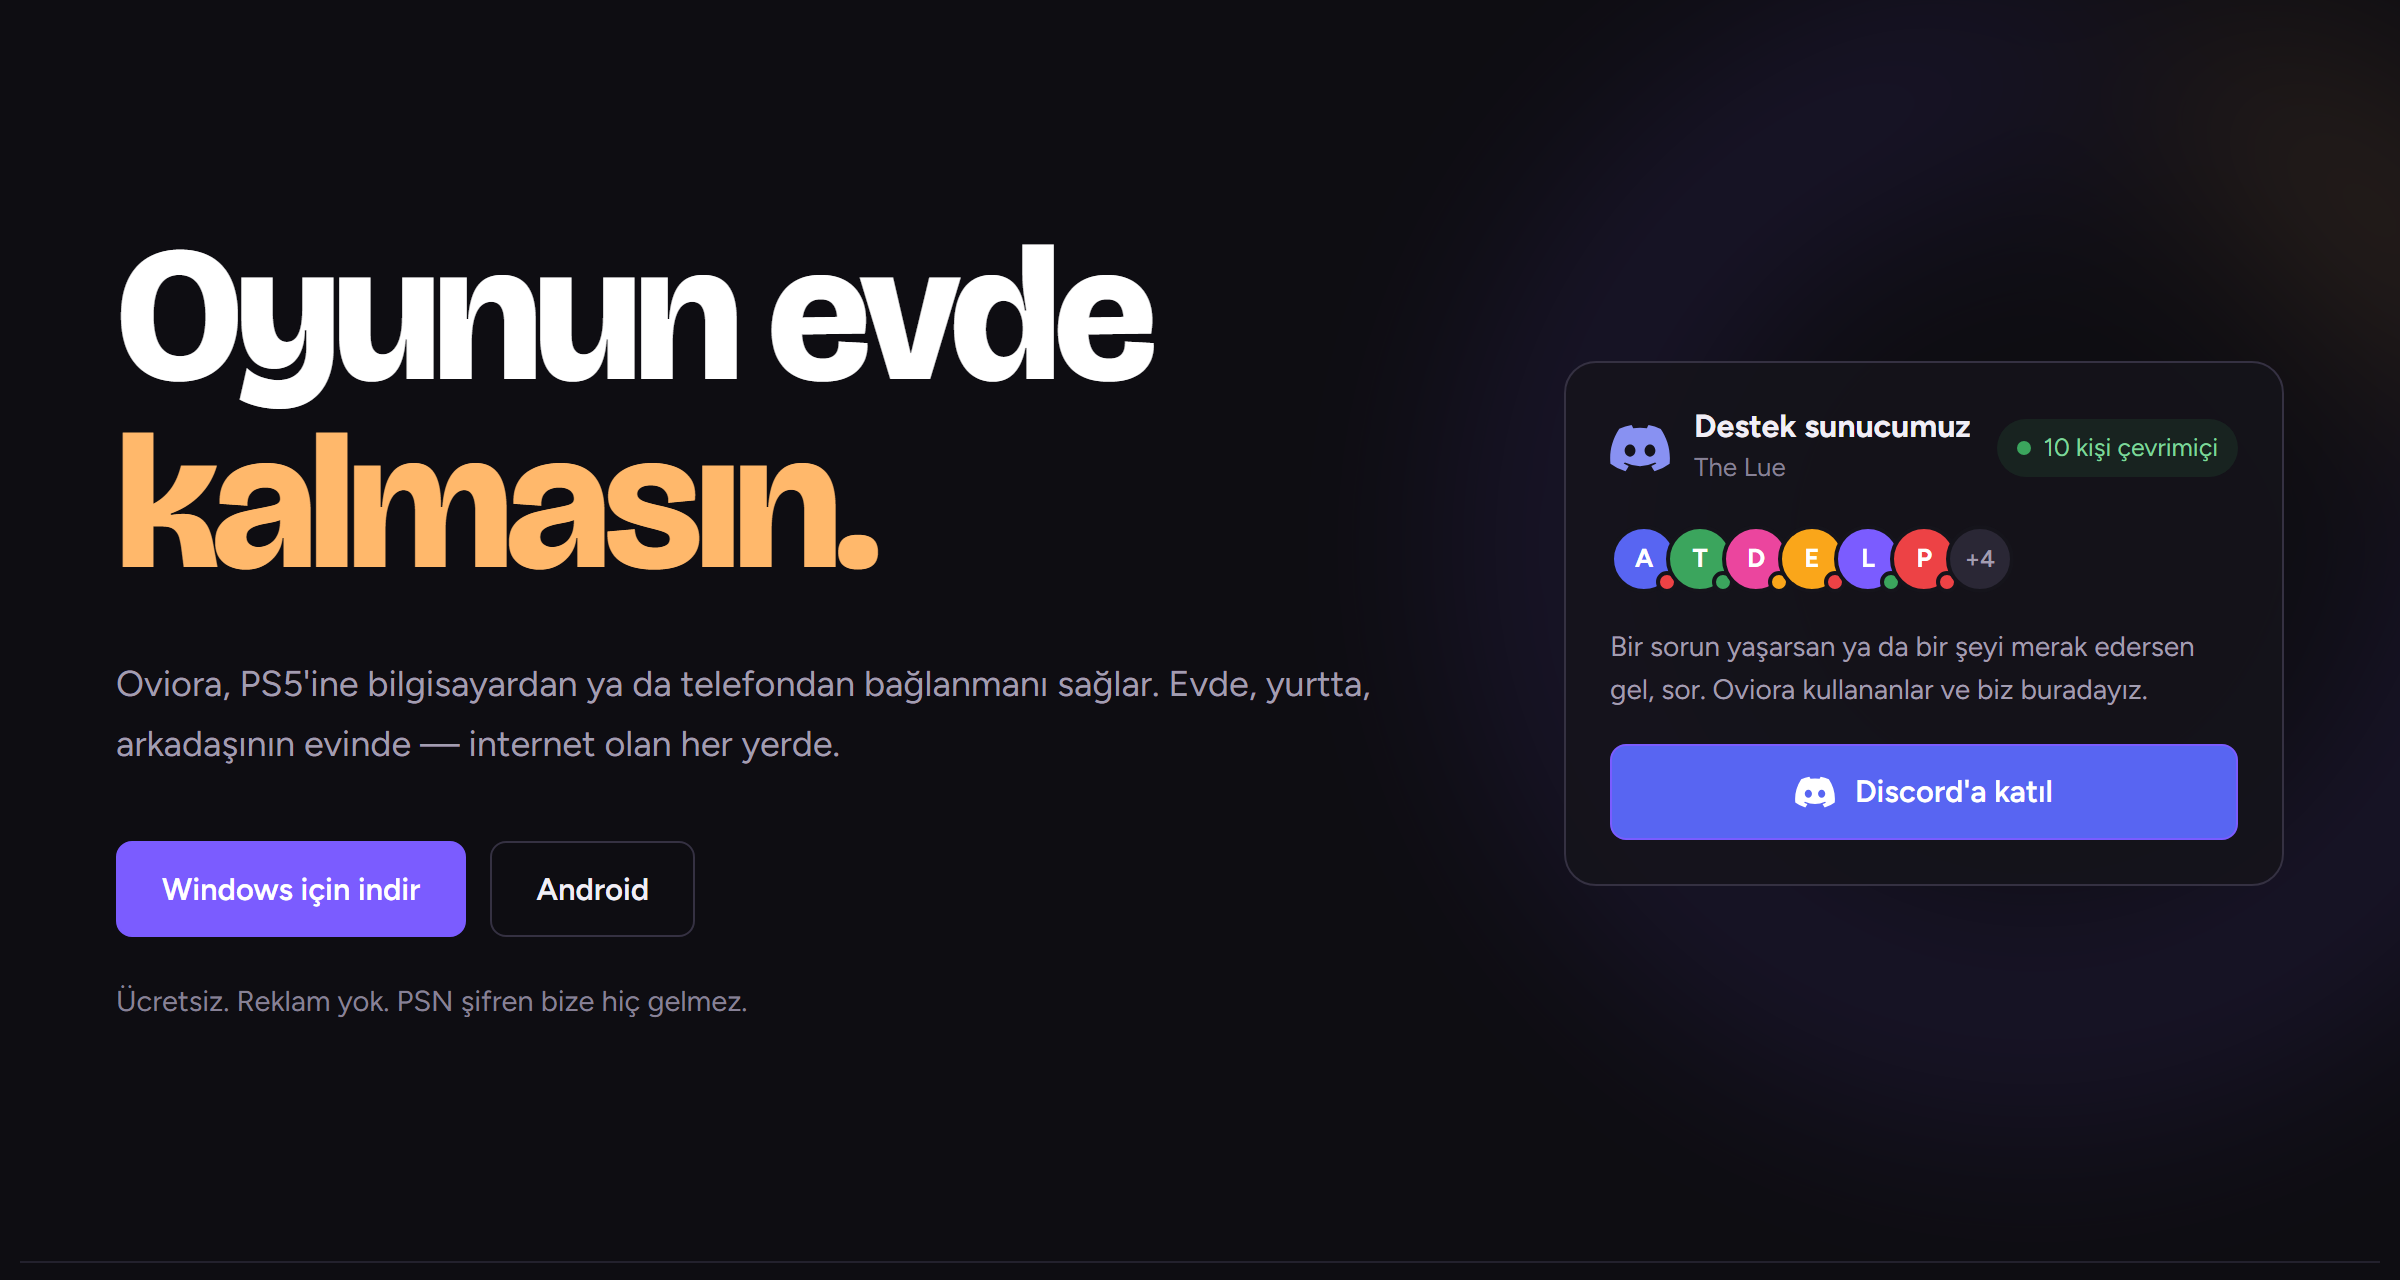 Oyunun evde
kalmasın.
Oviora, PS5'ine bilgisayardan ya da telefondan bağlanmanı sağlar. Evde, yurtta,
arkadaşının evinde — internet olan her yerde.
Windows için indir
Android
Ücretsiz. Reklam yok. PSN şifren bize hiç gelmez.
Destek sunucumuz
The Lue
10 kişi çevrimiçi
A T D E L P +4
Bir sorun yaşarsan ya da bir şeyi merak edersen
gel, sor. Oviora kullananlar ve biz buradayız.
Discord'a katıl